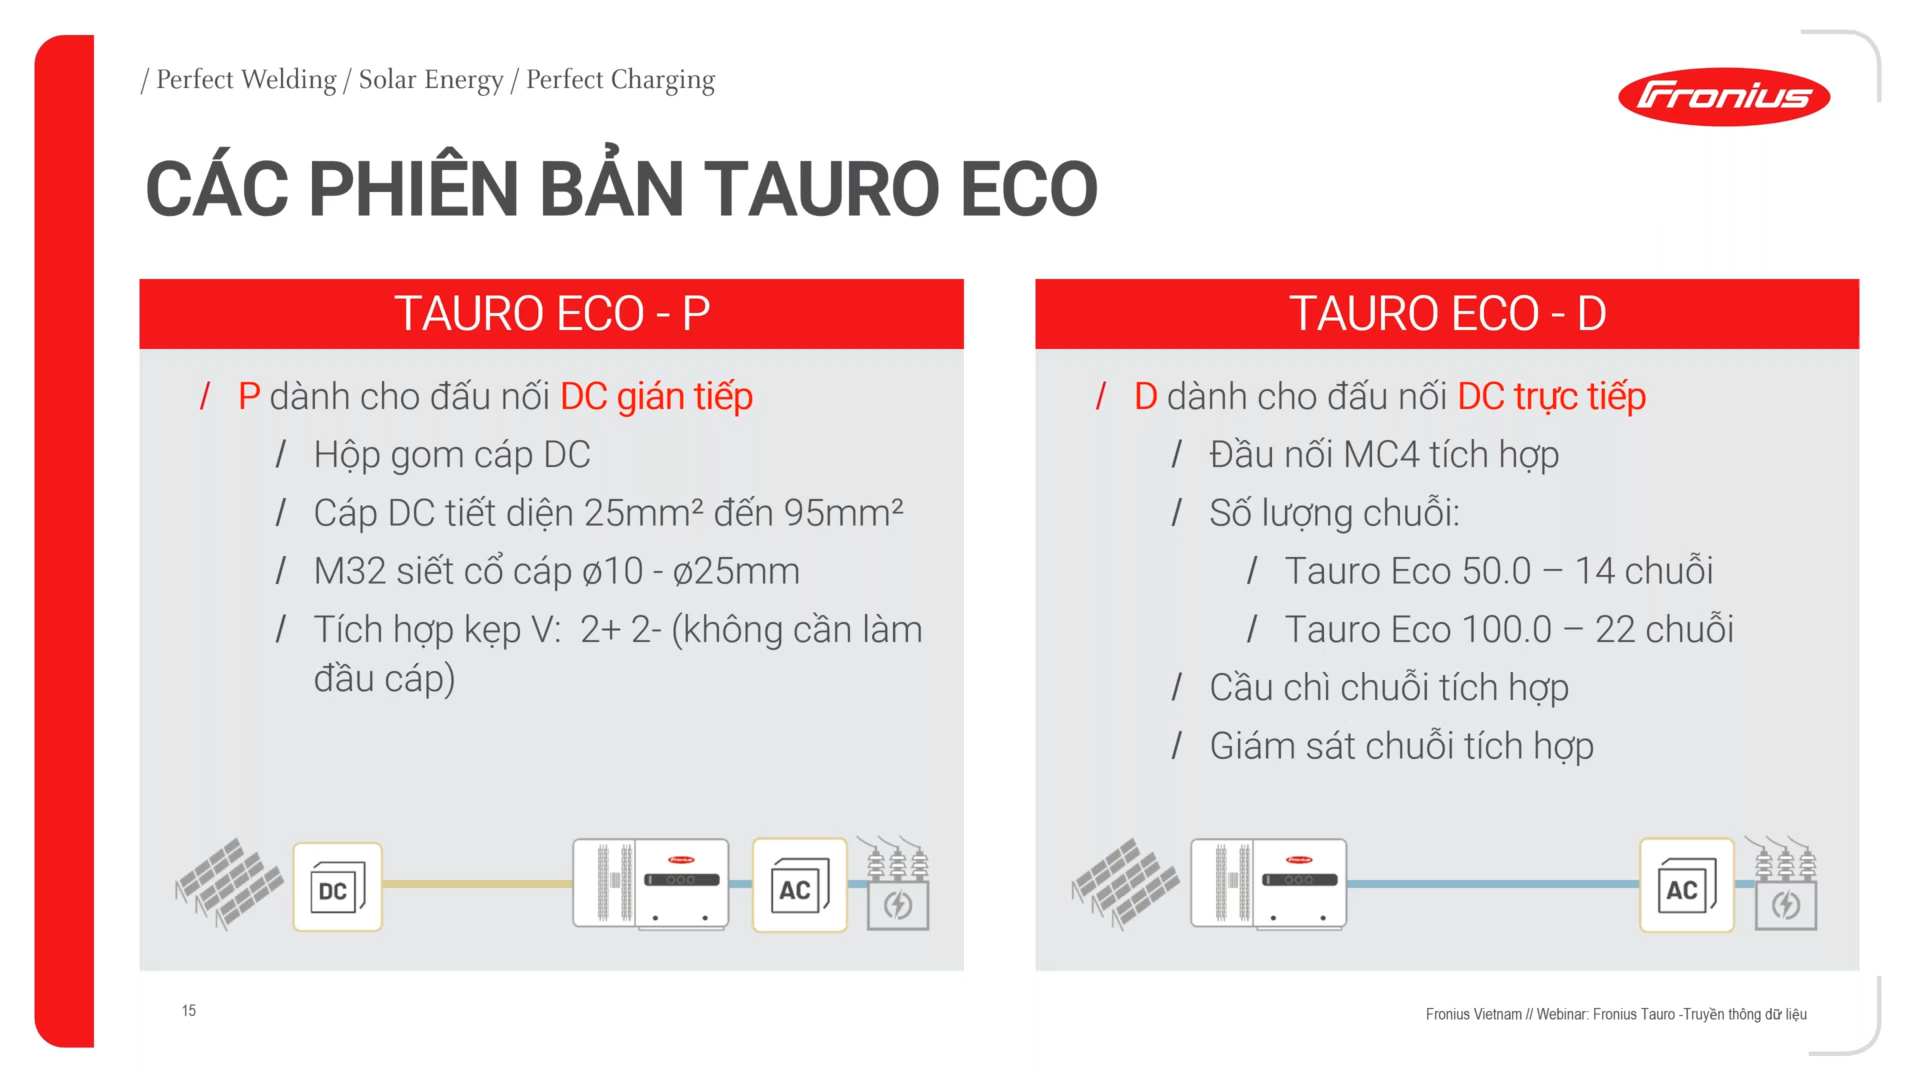 / Perfect Welding / Solar Energy / Perfect Charging
Fronius
CÁC PHIÊN BẢN TAURO ECO
TAURO ECO - P
/ P dành cho đấu nối DC gián tiếp
/ Hộp gom cáp DC
/ Cáp DC tiết diện 25mm² đến 95mm²
/ M32 siết cổ cáp ø10 - ø25mm
/ Tích hợp kẹp V:  2+ 2- (không cần làm
đầu cáp)
DC
Fronius
AC
TAURO ECO - D
/ D dành cho đấu nối DC trực tiếp
/ Đầu nối MC4 tích hợp
/ Số lượng chuỗi:
/ Tauro Eco 50.0 – 14 chuỗi
/ Tauro Eco 100.0 – 22 chuỗi
/ Cầu chì chuỗi tích hợp
/ Giám sát chuỗi tích hợp
Fronius
AC
15
Fronius Vietnam // Webinar: Fronius Tauro -Truyền thông dữ liệu